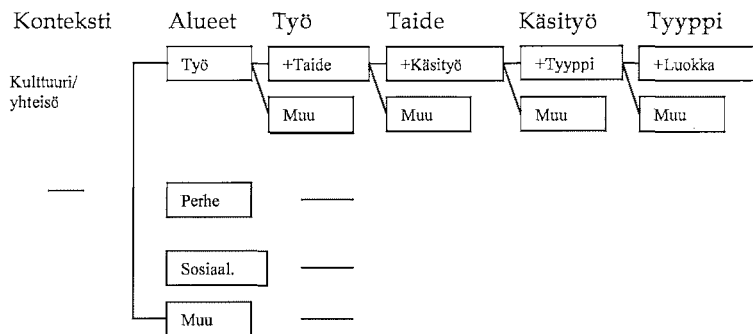 Konteksti Alueet Työ Taide Käsityö Tyyppi
Työ +Taide +Käsityö +Tyyppi +Luokka
Kulttuuri/
yhteisö
Muu Muu Muu Muu
Perhe
Sosiaal.
Muu